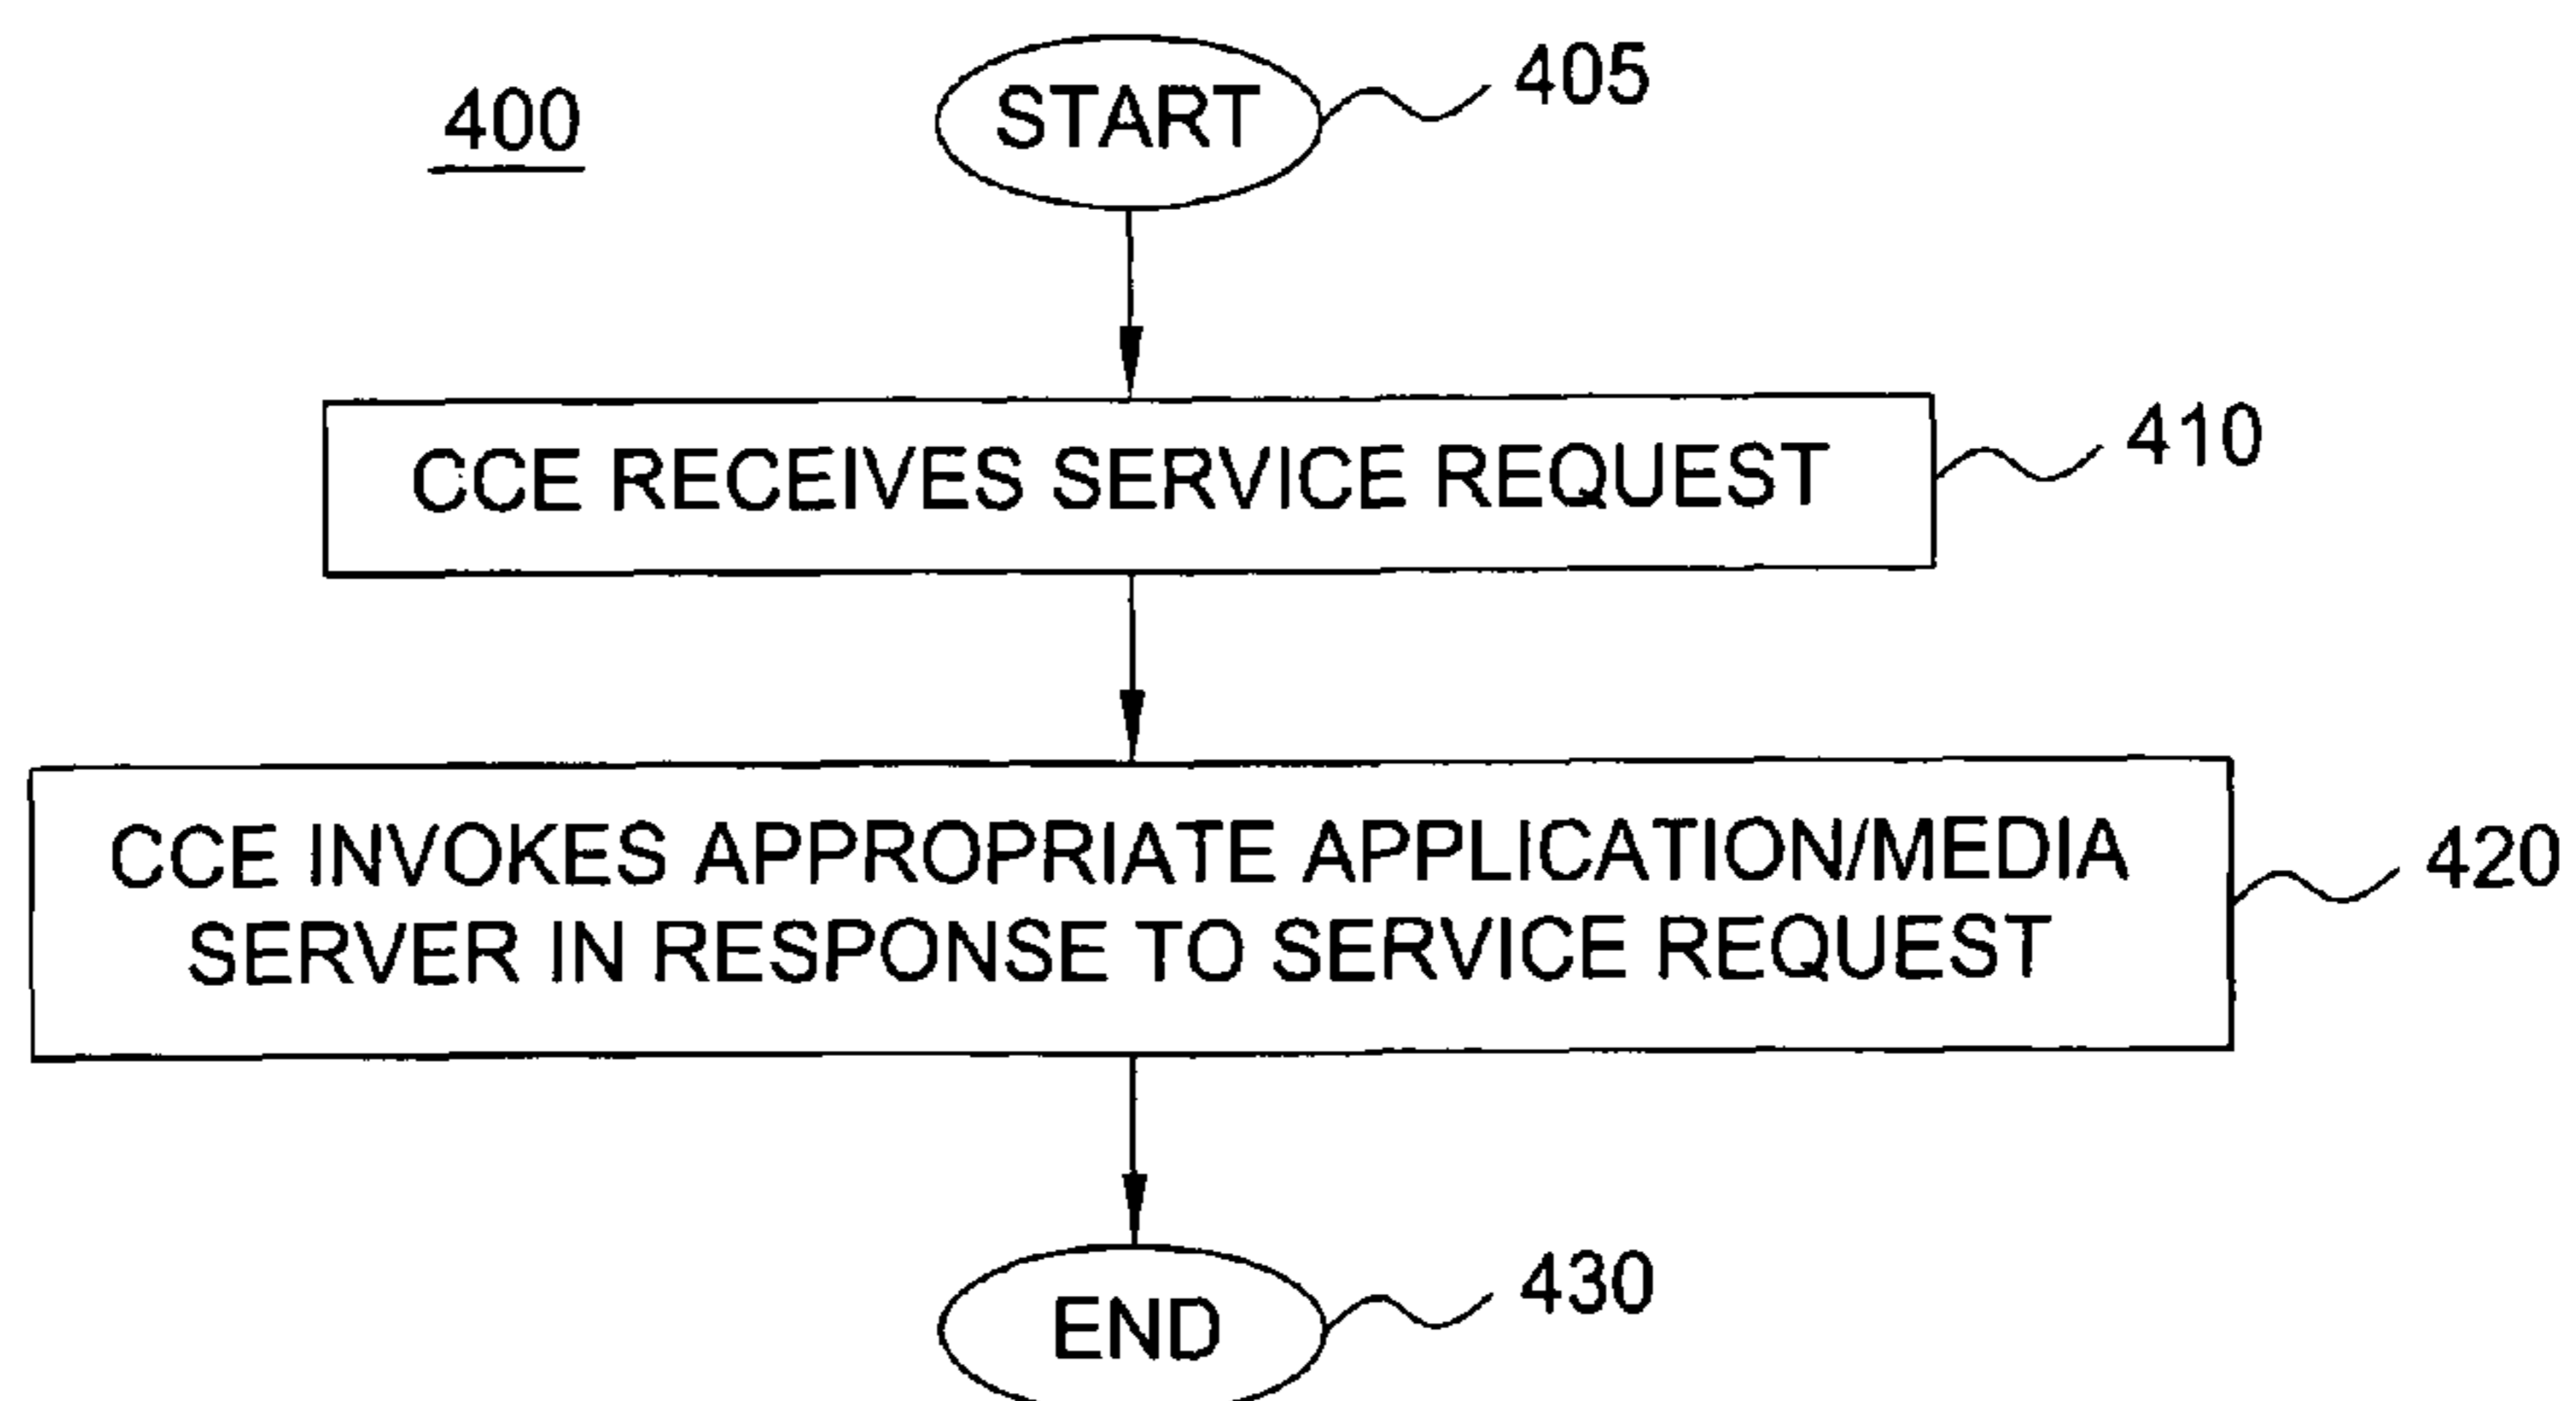 400
START
405
CCE RECEIVES SERVICE REQUEST
410
CCE INVOKES APPROPRIATE APPLICATION/MEDIA
SERVER IN RESPONSE TO SERVICE REQUEST
420
END
430